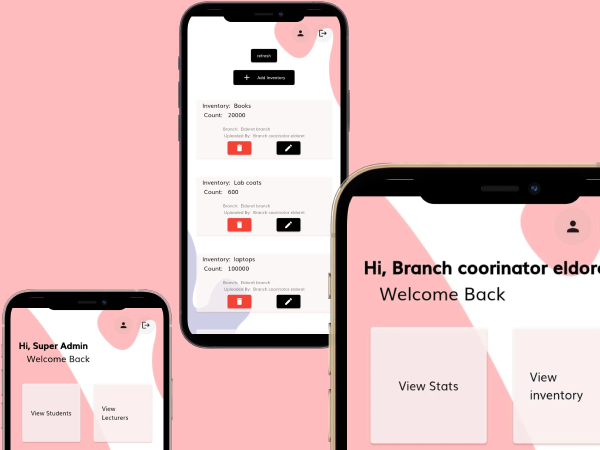 refresh
Add Inventory
Inventory: Books
Count: 20000
Branch: Eldoret branch
Uploaded By: Branch coorinator eldoret
Inventory: Lab coats
Count: 600
Branch: Eldoret branch
Uploaded By: Branch coorinator eldoret
Inventory: laptops
Count: 100000
Branch: Eldoret branch
Uploaded By: Branch coorinator eldoret
Hi, Super Admin
Welcome Back
View Students
View
Lecturers
Hi, Branch coorinator eldore
Welcome Back
View Stats
View
inventory